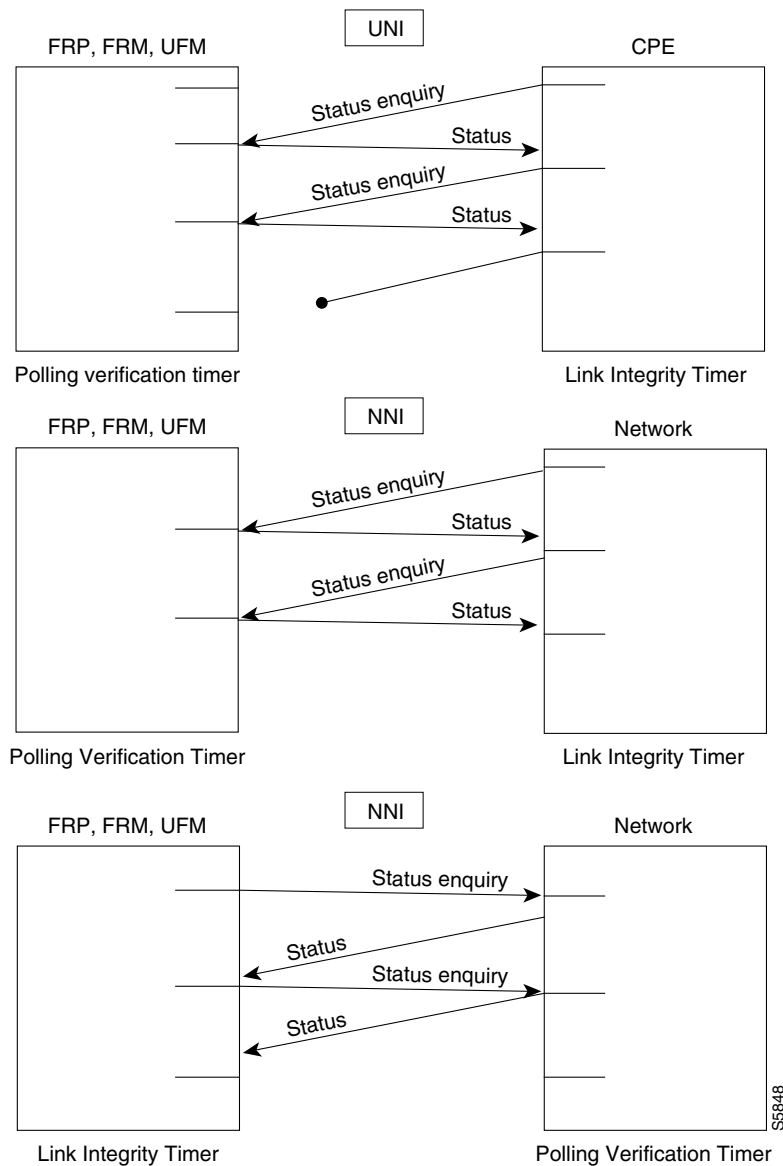 UNI
FRP, FRM, UFM
CPE
Status enquiry
Status
Status enquiry
Status
Polling verification timer
Link Integrity Timer
NNI
FRP, FRM, UFM
Network
Status enquiry
Status
Status enquiry
Status
Polling Verification Timer
Link Integrity Timer
NNI
FRP, FRM, UFM
Network
Status enquiry
Status
Status enquiry
Status
Link Integrity Timer
Polling Verification Timer
S5848